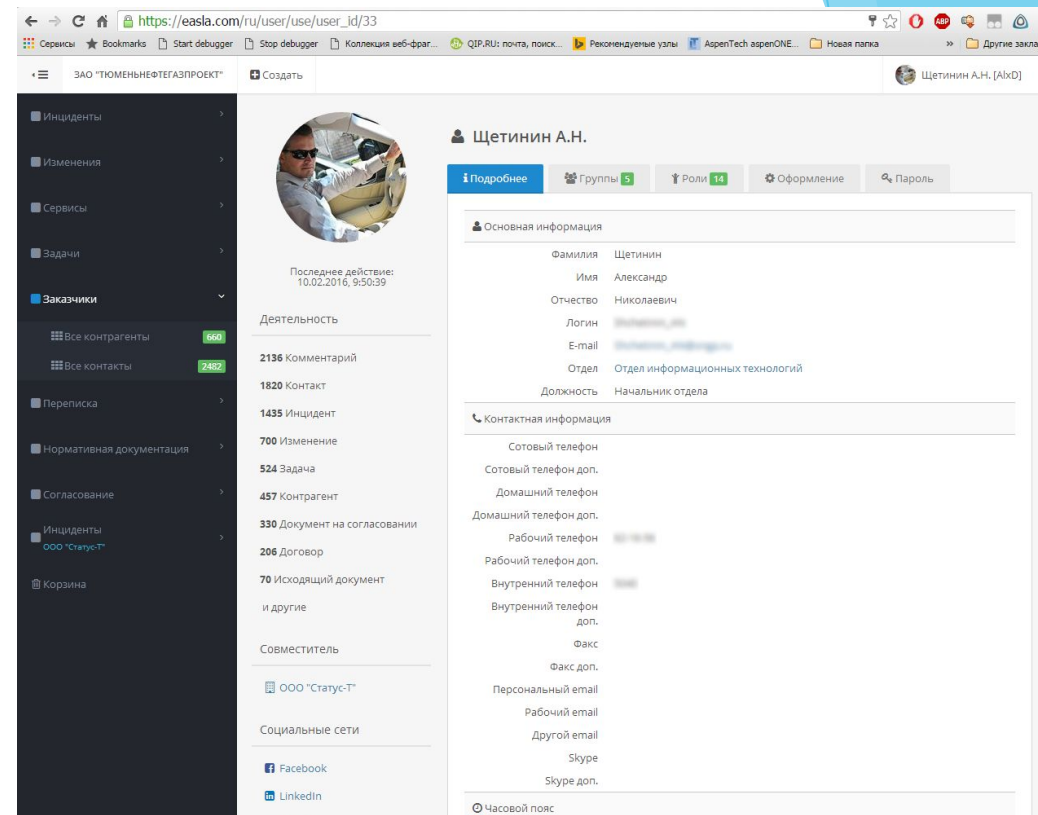 https://easla.com/ru/user/use/user_id/33
Сервисы Bookmarks Start debugger Stop debugger Коллекция веб-фраг... QIP.RU: почта, поиск... Рекомендуемые узлы AspenTech aspenONE... Новая папка » Другие закла
ЗАО "ТЮМЕНЬНЕФТЕГАЗПРОЕКТ" Создать Щетинин А.Н. [AlxD]
Инциденты
Изменения
Сервисы
Задачи
Заказчики
Все контрагенты 660
Все контакты 2482
Переписка
Нормативная документация
Согласование
Инциденты
ООО "Статус-Т"
Корзина
Последнее действие:
10.02.2016, 9:50:39
Деятельность
2136 Комментарий
1820 Контакт
1435 Инцидент
700 Изменение
524 Задача
457 Контрагент
330 Документ на согласовании
206 Договор
70 Исходящий документ
и другие
Совместитель
ООО "Статус-Т"
Социальные сети
Facebook
LinkedIn
Щетинин А.Н.
Подробнее Группы 5 Роли 14 Оформление Пароль
Основная информация
Фамилия Щетинин
Имя Александр
Отчество Николаевич
Логин
E-mail
Отдел Отдел информационных технологий
Должность Начальник отдела
Контактная информация
Сотовый телефон
Сотовый телефон доп.
Домашний телефон
Домашний телефон доп.
Рабочий телефон
Рабочий телефон доп.
Внутренний телефон
Внутренний телефон
доп.
Факс
Факс доп.
Персональный email
Рабочий email
Другой email
Skype
Skype доп.
Часовой пояс